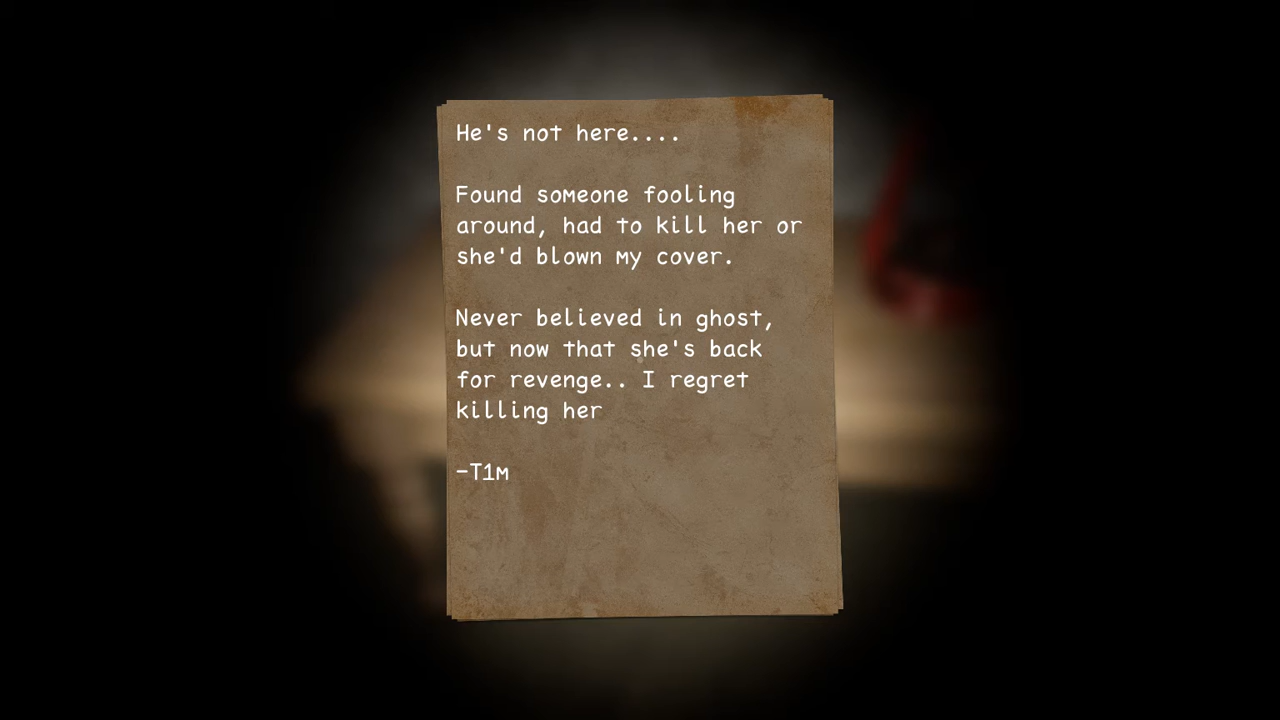 He's not here....
Found someone fooling
around, had to kill her or
she'd blown my cover.
Never believed in ghost,
but now that she's back
for revenge.. I regret
killing her
-T1m